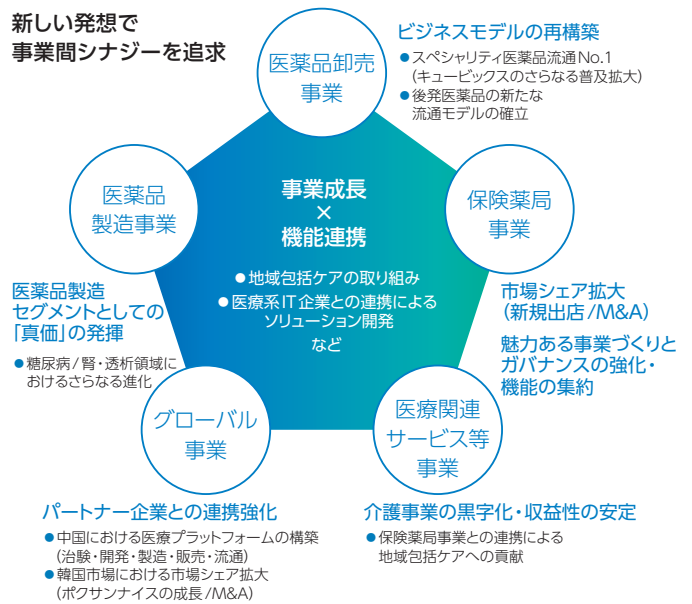 新しい発想で
事業間シナジーを追求
医薬品卸売
事業
ビジネスモデルの再構築
●スペシャリティ医薬品流通No.1
(キュービックスのさらなる普及拡大)
●後発医薬品の新たな
流通モデルの確立
医薬品
製造事業
事業成長
×
機能連携
●地域包括ケアの取り組み
●医療系IT企業との連携による
ソリューション開発
など
保険薬局
事業
医薬品製造
セグメントとしての
「真価」の発揮
●糖尿病/腎・透析領域に
おけるさらなる進化
市場シェア拡大
(新規出店/M&A)
魅力ある事業づくりと
ガバナンスの強化・
機能の集約
グローバル
事業
医療関連
サービス等
事業
パートナー企業との連携強化
●中国における医療プラットフォームの構築
(治験・開発・製造・販売・流通)
●韓国市場における市場シェア拡大
(ポクサンナイスの成長/M&A)
介護事業の黒字化・収益性の安定
●保険薬局事業との連携による
地域包括ケアへの貢献